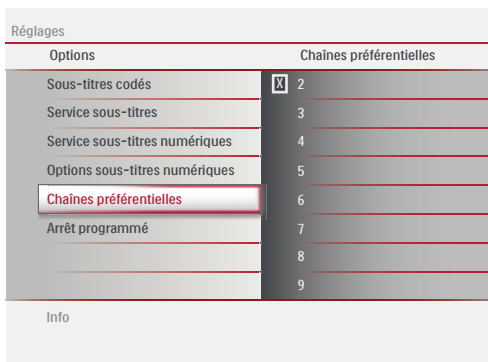 Réglages
Options Chaînes préférentielles
Sous-titres codés X 2
Service sous-titres 3
Service sous-titres numériques 4
Options sous-titres numériques 5
Chaînes préférentielles 6
Arrêt programmé 7
8
9
Info